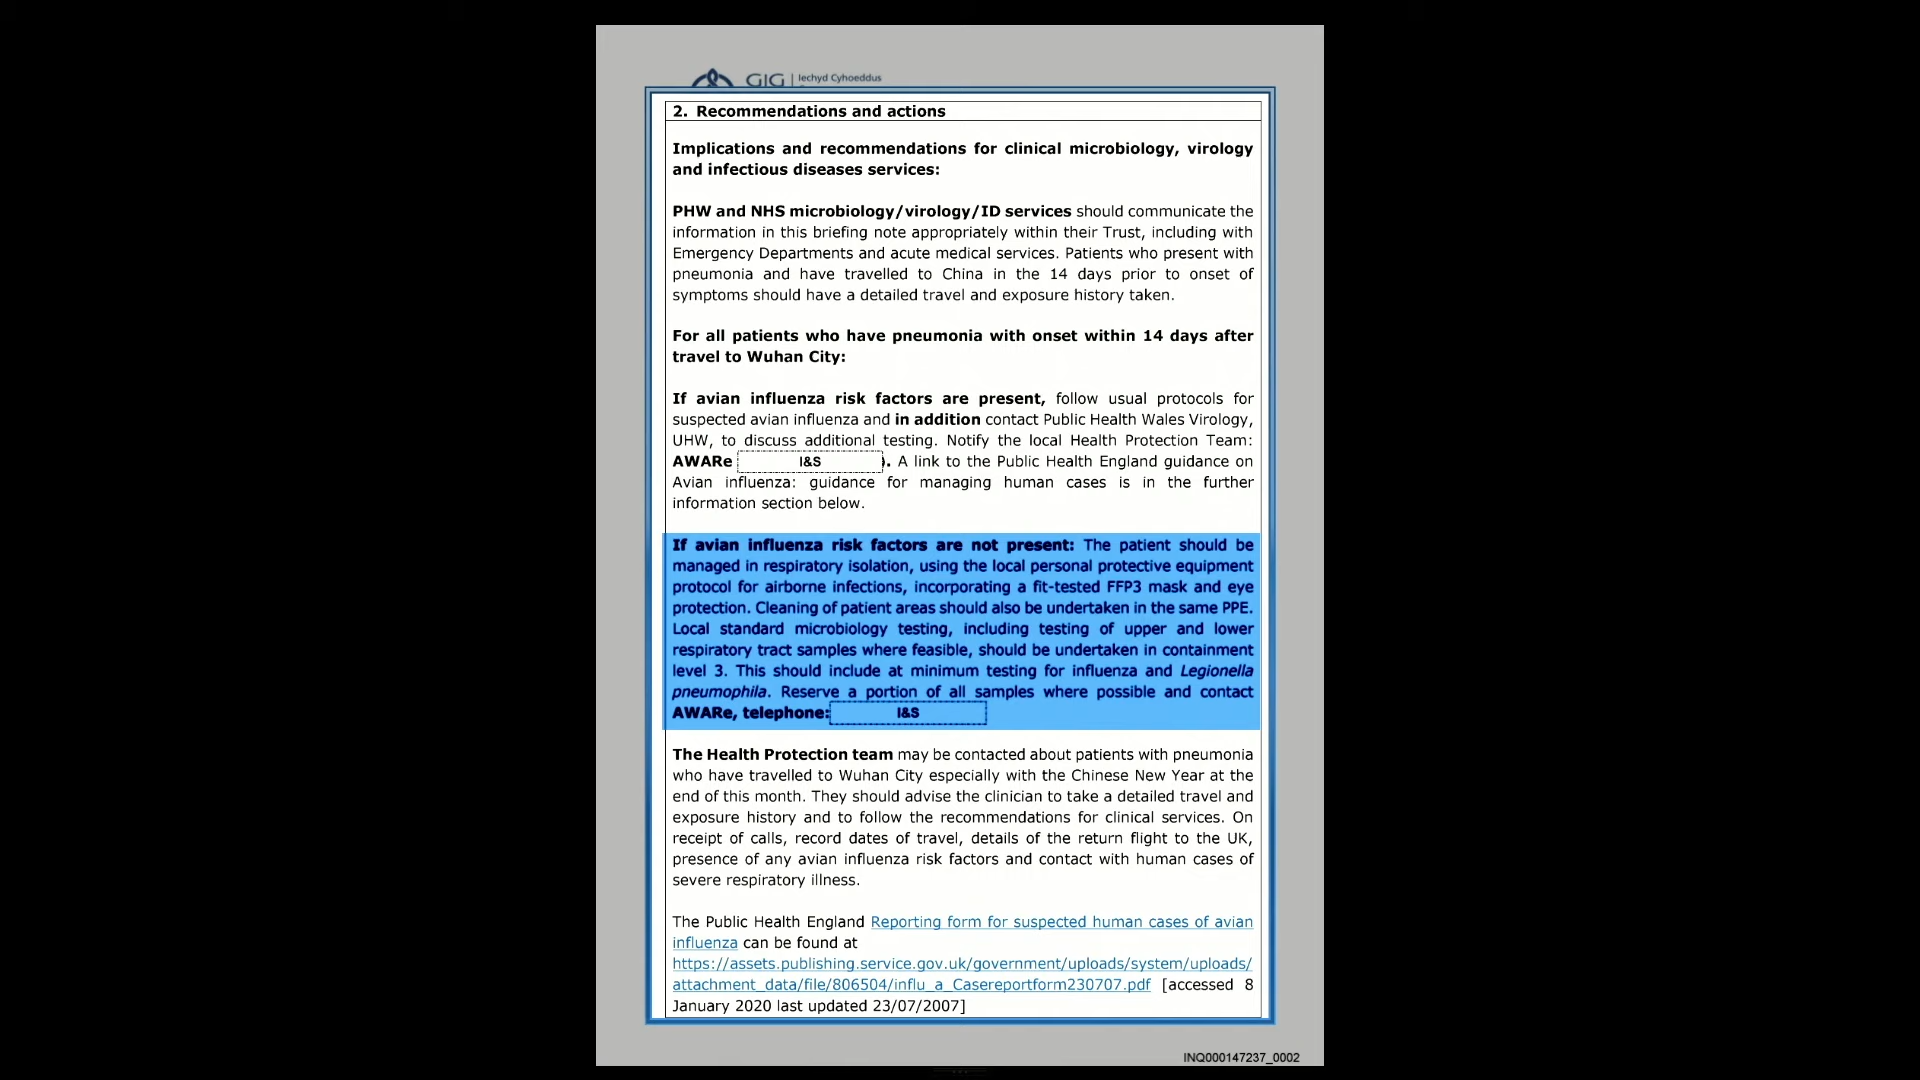 GIG | Iechyd Cyhoeddus
2. Recommendations and actions
Implications and recommendations for clinical microbiology, virology
and infectious diseases services:
PHW and NHS microbiology/virology/ID services should communicate the
information in this briefing note appropriately within their Trust, including with
Emergency Departments and acute medical services. Patients who present with
pneumonia and have travelled to China in the 14 days prior to onset of
symptoms should have a detailed travel and exposure history taken.
For all patients who have pneumonia with onset within 14 days after
travel to Wuhan City:
If avian influenza risk factors are present, follow usual protocols for
suspected avian influenza and in addition contact Public Health Wales Virology,
UHW, to discuss additional testing. Notify the local Health Protection Team:
AWARe I&S ). A link to the Public Health England guidance on
Avian influenza: guidance for managing human cases is in the further
information section below.
If avian influenza risk factors are not present: The patient should be
managed in respiratory isolation, using the local personal protective equipment
protocol for airborne infections, incorporating a fit-tested FFP3 mask and eye
protection. Cleaning of patient areas should also be undertaken in the same PPE.
Local standard microbiology testing, including testing of upper and lower
respiratory tract samples where feasible, should be undertaken in containment
level 3. This should include at minimum testing for influenza and Legionella
pneumophila. Reserve a portion of all samples where possible and contact
AWARe, telephone: I&S
The Health Protection team may be contacted about patients with pneumonia
who have travelled to Wuhan City especially with the Chinese New Year at the
end of this month. They should advise the clinician to take a detailed travel and
exposure history and to follow the recommendations for clinical services. On
receipt of calls, record dates of travel, details of the return flight to the UK,
presence of any avian influenza risk factors and contact with human cases of
severe respiratory illness.
The Public Health England Reporting form for suspected human cases of avian
influenza can be found at
https://assets.publishing.service.gov.uk/government/uploads/system/uploads/
attachment_data/file/806504/influ_a_Casereportform230707.pdf [accessed 8
January 2020 last updated 23/07/2007]
INQ000147237_0002